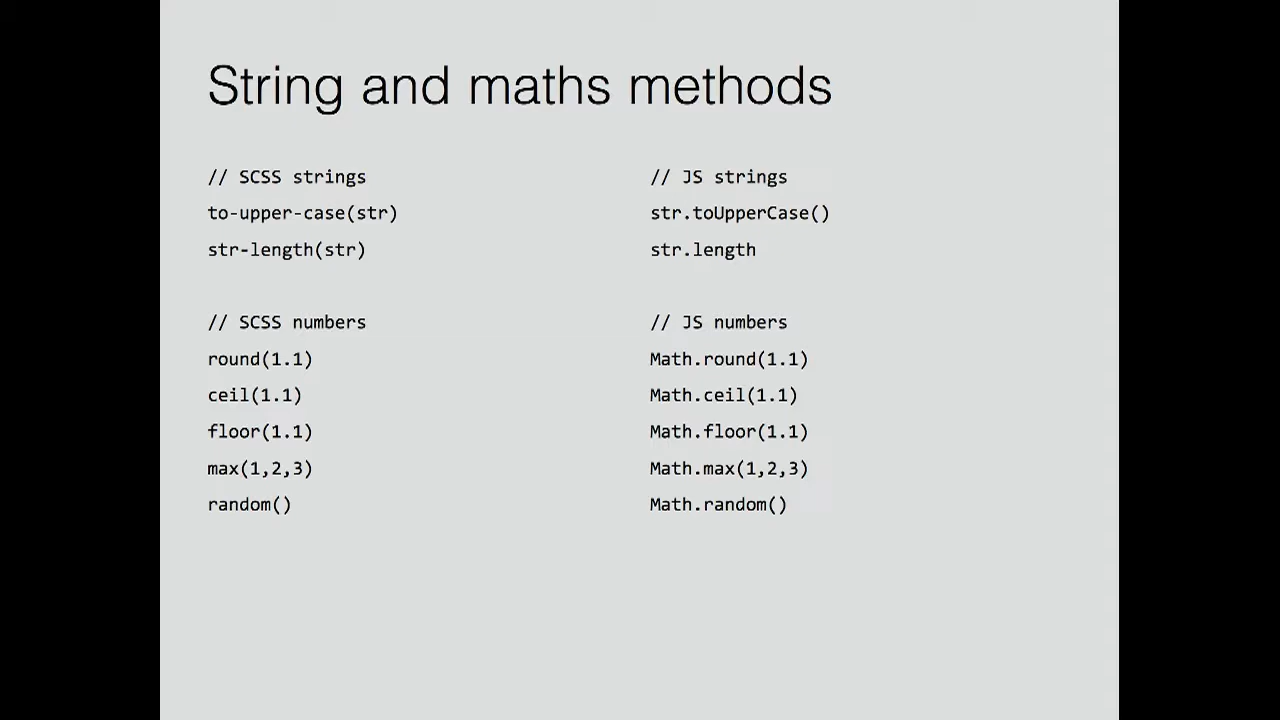 String and maths methods
// SCSS strings
to-upper-case(str)
str-length(str)
// SCSS numbers
round(1.1)
ceil(1.1)
floor(1.1)
max(1,2,3)
random()
// JS strings
str.toUpperCase()
str.length
// JS numbers
Math.round(1.1)
Math.ceil(1.1)
Math.floor(1.1)
Math.max(1,2,3)
Math.random()